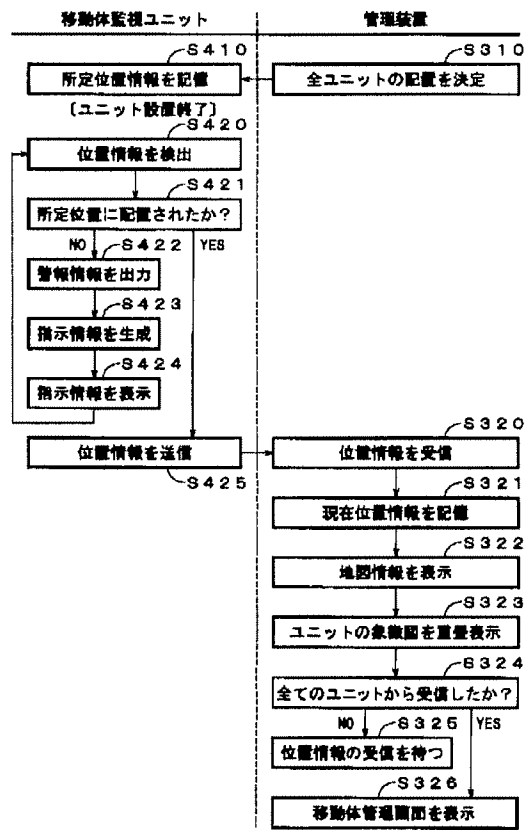 移動体監視ユニット
管理装置
S410
S310
所定位置情報を記憶
全ユニットの配置を決定
〔ユニット設置終了〕
S420
位置情報を検出
S421
所定位置に配置されたか?
NO
S422
YES
警報情報を出力
S423
指示情報を生成
S424
指示情報を表示
S320
位置情報を送信
位置情報を受信
S425
S321
現在位置情報を記憶
S322
地図情報を表示
S323
ユニットの象徴図を重畳表示
S324
全てのユニットから受信したか?
NO
S325
YES
位置情報の受信を待つ
S326
移動体管理画面を表示